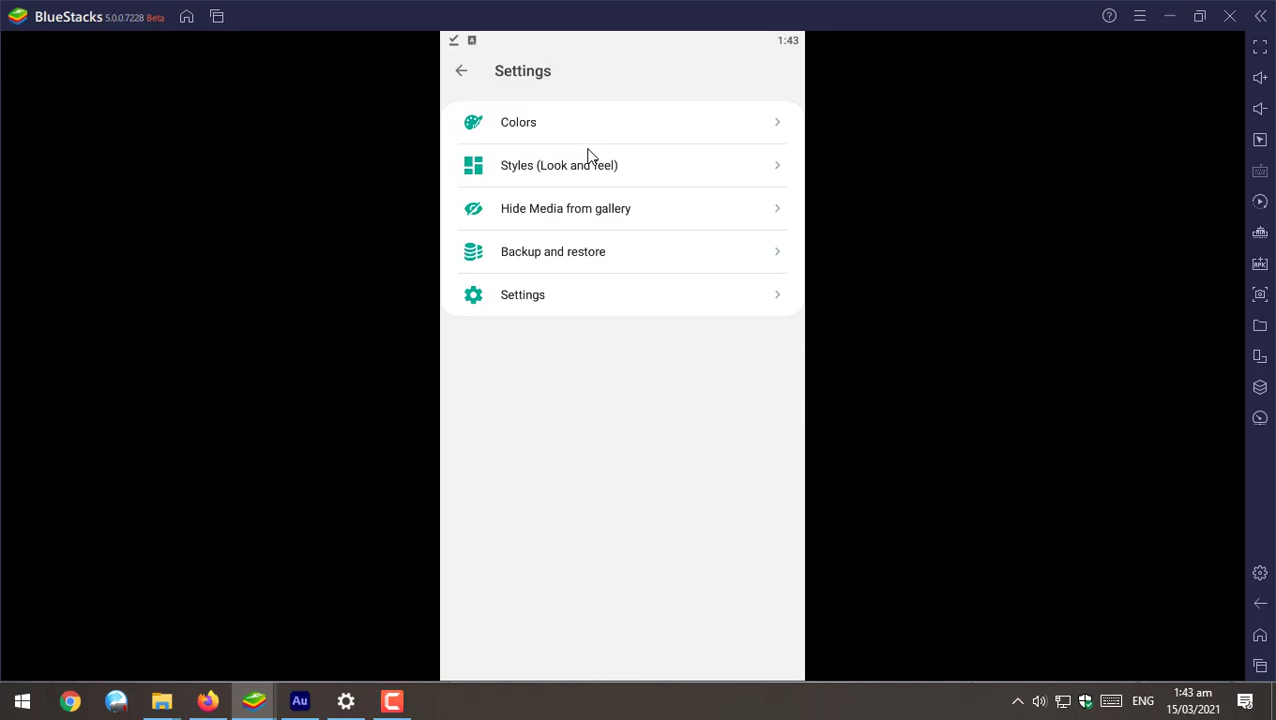 BlueStacks 5.0.0.7228 Beta
1:43
Settings
Colors
Styles (Look and feel)
Hide Media from gallery
Backup and restore
Settings
Au
ENG
1:43 am
15/03/2021